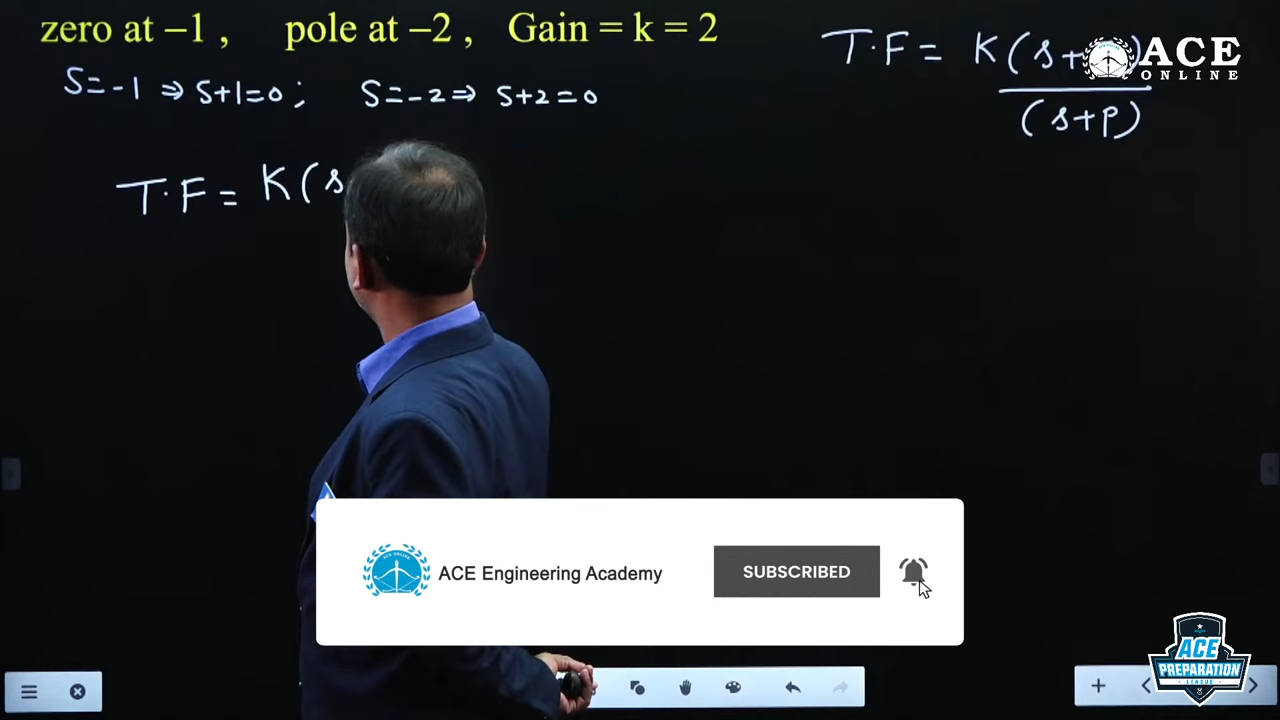 zero at –1 , pole at –2 , Gain = k = 2
S=-1 ⇒ S+1=0 ; S=-2 ⇒ S+2=0
T.F = K(s+
(s+p)
ACE
ONLINE
T.F = K(s
ACE Engineering Academy
SUBSCRIBED
ACE
PREPARATION
LEAGUE